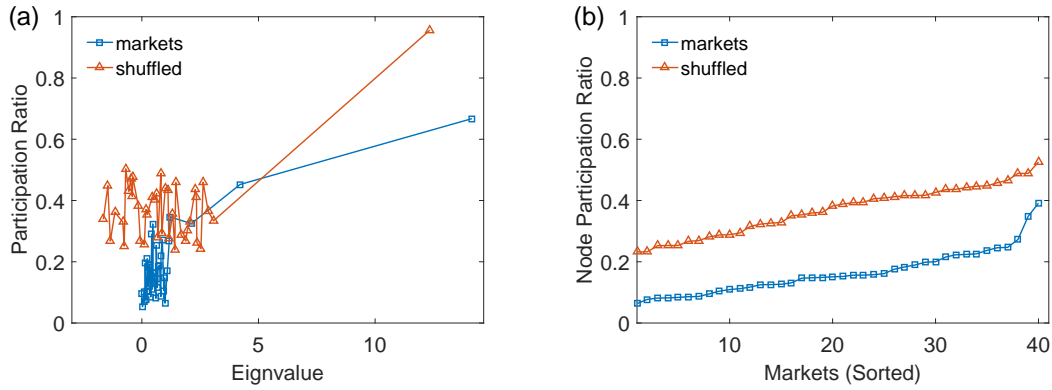 (a)
markets
shuffled
Participation Ratio
1
0.8
0.6
0.4
0.2
0
0 5 10
Eignvalue
(b)
markets
shuffled
Node Participation Ratio
1
0.8
0.6
0.4
0.2
0
10 20 30 40
Markets (Sorted)